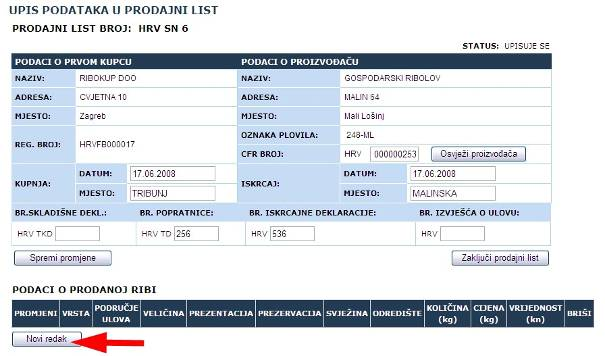 UPIS PODATAKA U PRODAJNI LIST
PRODAJNI LIST BROJ: HRV SN 6
STATUS: UPISUJE SE
PODACI O PRVOM KUPCU PODACI O PROIZVOĐAČU
NAZIV: RIBOKUP DOO NAZIV: GOSPODARSKI RIBOLOV
ADRESA: CVJETNA 10 ADRESA: MALIN 54
MJESTO: Zagreb MJESTO: Mali Lošinj
REG. BROJ: HRVFB000017 OZNAKA PLOVILA: 248-ML
CFR BROJ: HRV 000000253 Osvježi proizvođača
KUPNJA: DATUM: 17.06.2008 ISKRCAJ: DATUM: 17.06.2008
MJESTO: TRIBUNJ MJESTO: MALINSKA
BR.SKLADIŠNE DEKL.: BR. POPRATNICE: BR. ISKRCAJNE DEKLARACIJE: BR. IZVJEŠĆA O ULOVU:
HRV TKD HRV TD 256 HRV 536 HRV
Spremi promjene Zaključi prodajni list
PODACI O PRODANOJ RIBI
PROMJENI VRSTA PODRUČJE ULOVA VELIČINA PREZENTACIJA PREZERVACIJA SVJEŽINA ODREDIŠTE KOLIČINA (kg) CIJENA (kg) VRIJEDNOST (kn) BRIŠI
Novi redak